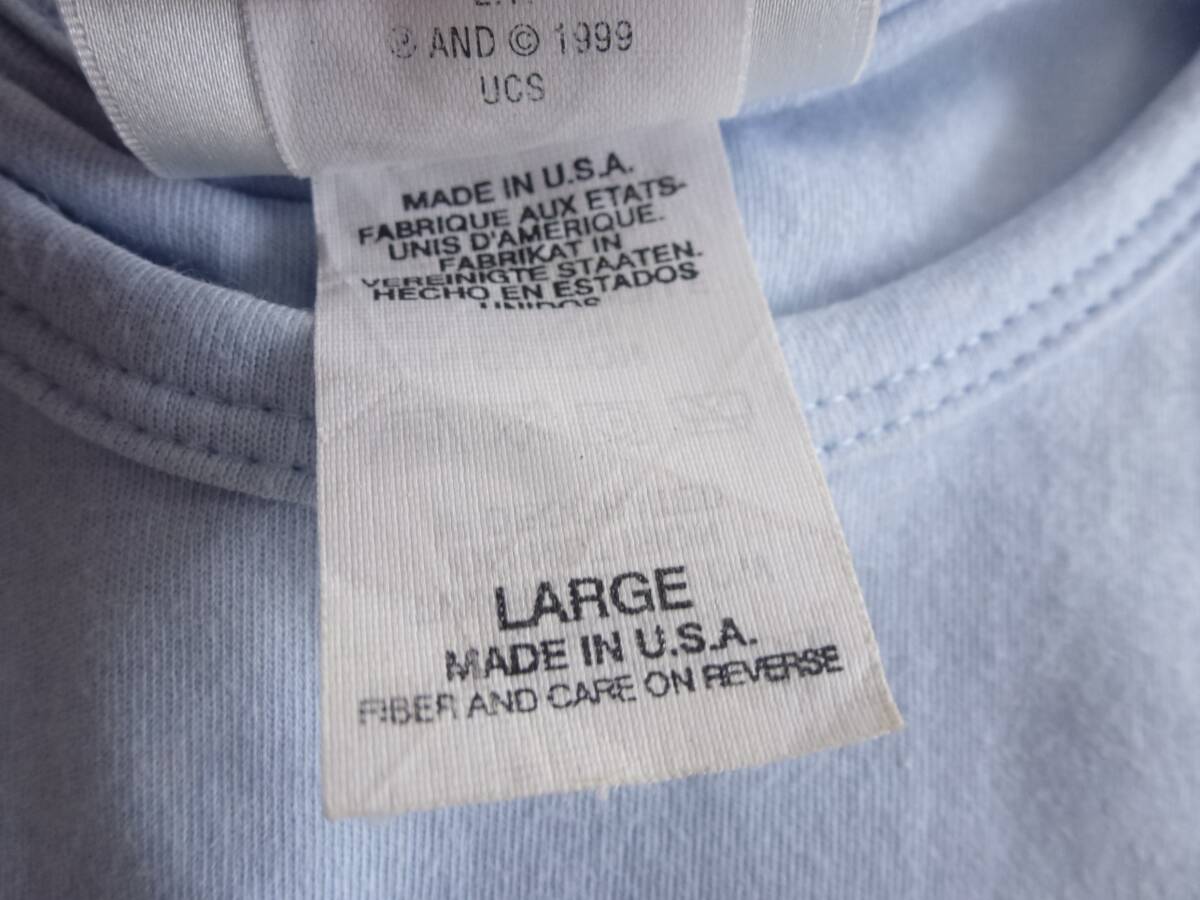 ℗ AND © 1999
UCS
MADE IN U.S.A.
FABRIQUE AUX ETATS-
UNIS D'AMERIQUE.
FABRIKAT IN
VEREINIGTE STAATEN.
HECHO EN ESTADOS
UNIDOS
LARGE
MADE IN U.S.A.
FIBER AND CARE ON REVERSE